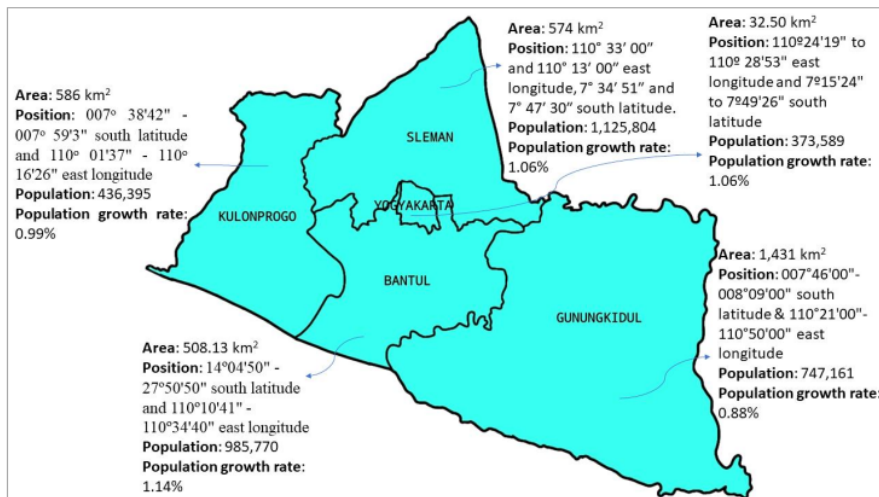 Area: 574 km²
Position: 110° 33' 00"
and 110° 13' 00" east
longitude, 7° 34' 51" and
7° 47' 30" south latitude.
Population: 1,125,804
Population growth rate:
1.06%
Area: 32.50 km²
Position: 110º24'19" to
110º 28'53" east
longitude and 7º15'24"
to 7º49'26" south
latitude
Population: 373,589
Population growth rate:
1.06%
Area: 586 km²
Position: 007º 38'42" -
007º 59'3" south latitude
and 110º 01'37" - 110º
16'26" east longitude
Population: 436,395
Population growth rate:
0.99%
SLEMAN
YOGYAKARTA
KULONPROGO
BANTUL
GUNUNGKIDUL
Area: 1,431 km²
Position: 007°46'00"-
008°09'00" south
latitude & 110°21'00"-
110°50'00" east
longitude
Population: 747,161
Population growth rate:
0.88%
Area: 508.13 km²
Position: 14º04'50" -
27º50'50" south latitude
and 110º10'41" -
110º34'40" east longitude
Population: 985,770
Population growth rate:
1.14%